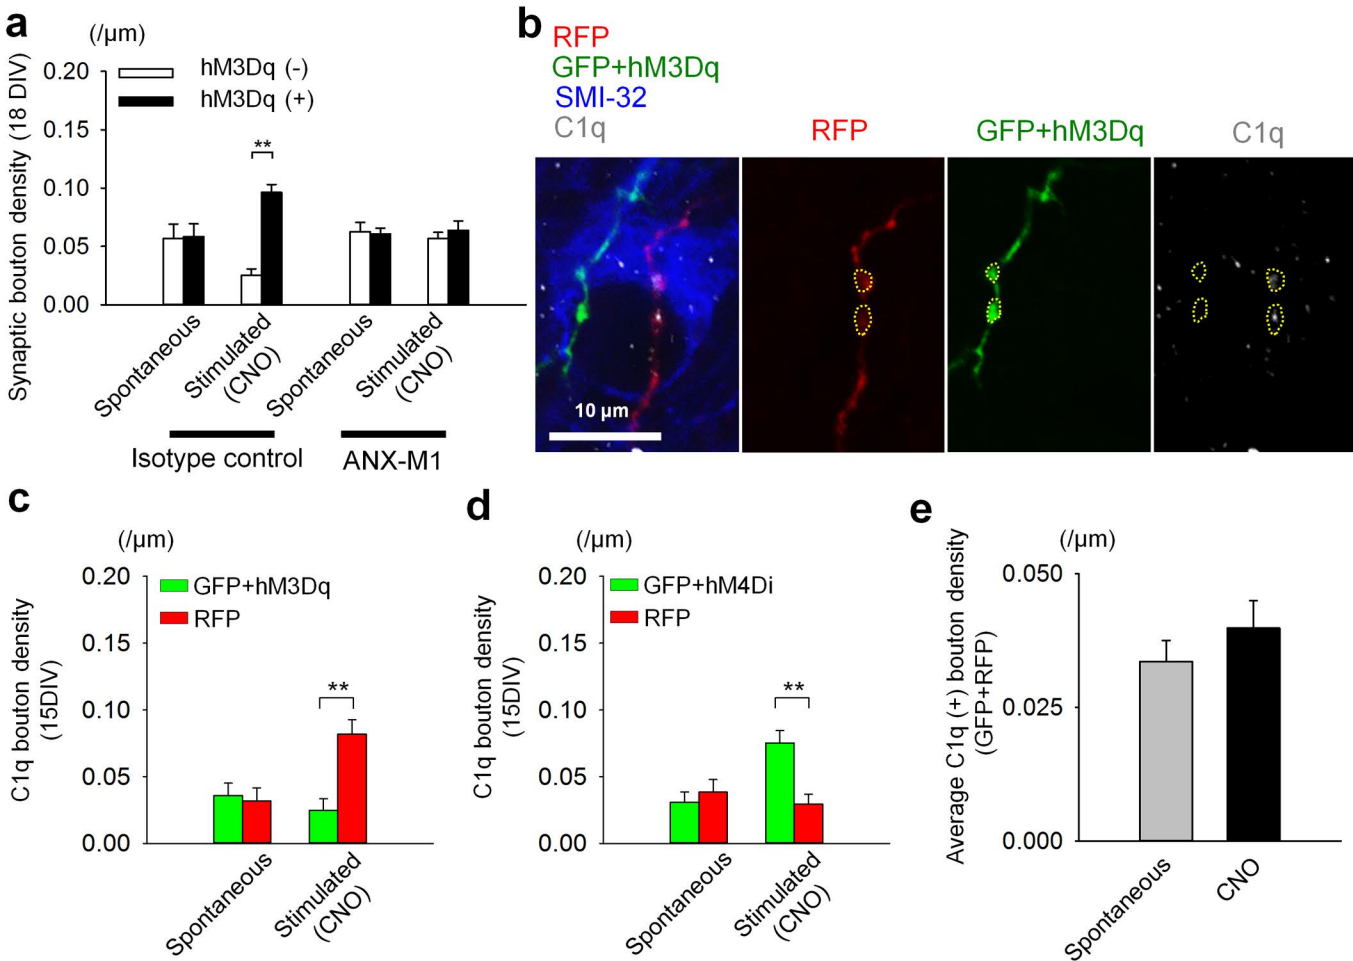 a
(/µm)
Synaptic bouton density (18 DIV)
hM3Dq (-)
hM3Dq (+)
0.20
0.15
0.10
0.05
0.00
**
Spontaneous
Stimulated
(CNO)
Spontaneous
Stimulated
(CNO)
Isotype control
ANX-M1
b
RFP
GFP+hM3Dq
SMI-32
C1q
RFP
GFP+hM3Dq
C1q
10 µm
c
(/µm)
C1q bouton density
(15DIV)
0.20
0.15
0.10
0.05
0.00
GFP+hM3Dq
RFP
**
Spontaneous
Stimulated
(CNO)
d
(/µm)
C1q bouton density
(15DIV)
0.20
0.15
0.10
0.05
0.00
GFP+hM4Di
RFP
**
Spontaneous
Stimulated
(CNO)
e
(/µm)
Average C1q (+) bouton density
(GFP+RFP)
0.050
0.025
0.000
Spontaneous
CNO